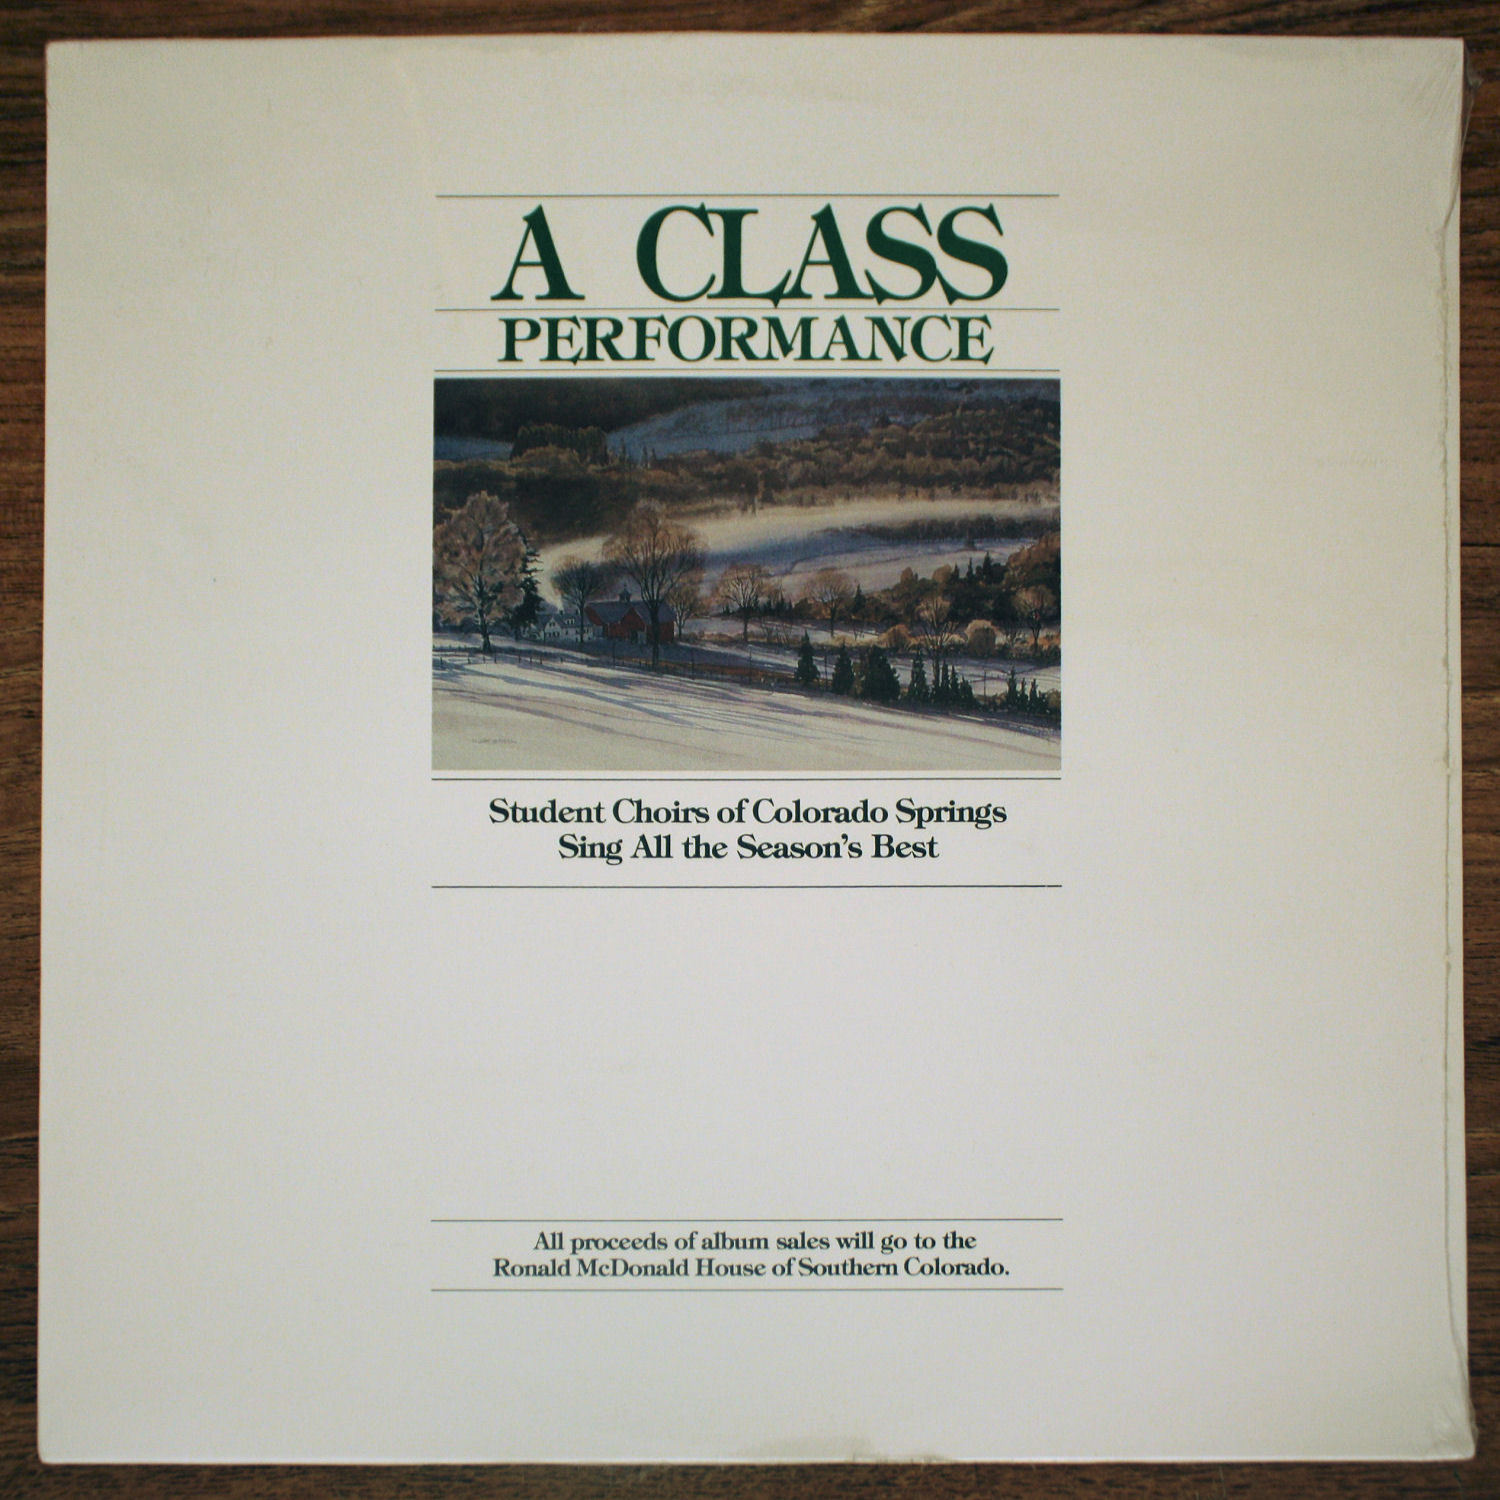 A CLASS
PERFORMANCE
Student Choirs of Colorado Springs
Sing All the Season's Best
All proceeds of album sales will go to the
Ronald McDonald House of Southern Colorado.